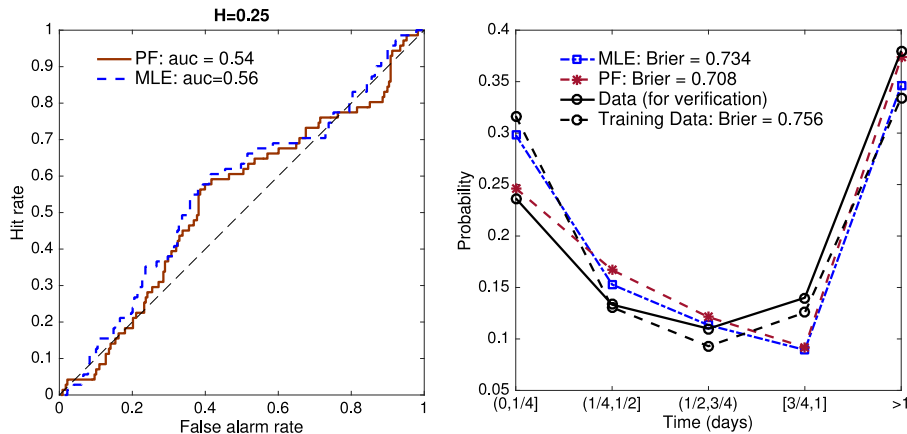 H=0.25
PF: auc = 0.54
MLE: auc=0.56
Hit rate
1
0.9
0.8
0.7
0.6
0.5
0.4
0.3
0.2
0.1
0
0 0.2 0.4 0.6 0.8 1
False alarm rate
MLE: Brier = 0.734
PF: Brier = 0.708
Data (for verification)
Training Data: Brier = 0.756
Probability
0.4
0.35
0.3
0.25
0.2
0.15
0.1
0.05
(0,1/4] (1/4,1/2] (1/2,3/4) [3/4,1] >1
Time (days)